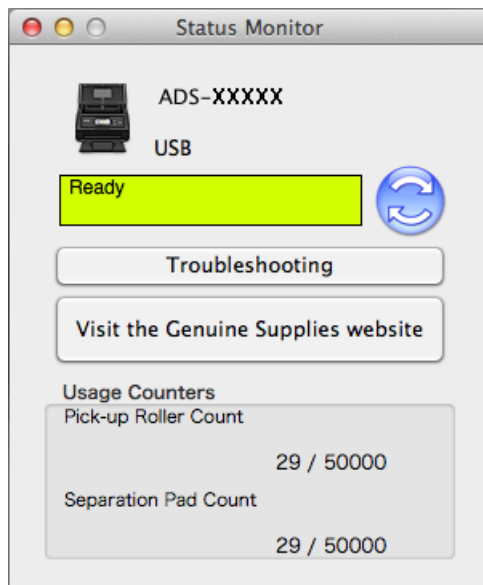 Status Monitor
ADS-XXXXX
USB
Ready
Troubleshooting
Visit the Genuine Supplies website
Usage Counters
Pick-up Roller Count
29 / 50000
Separation Pad Count
29 / 50000